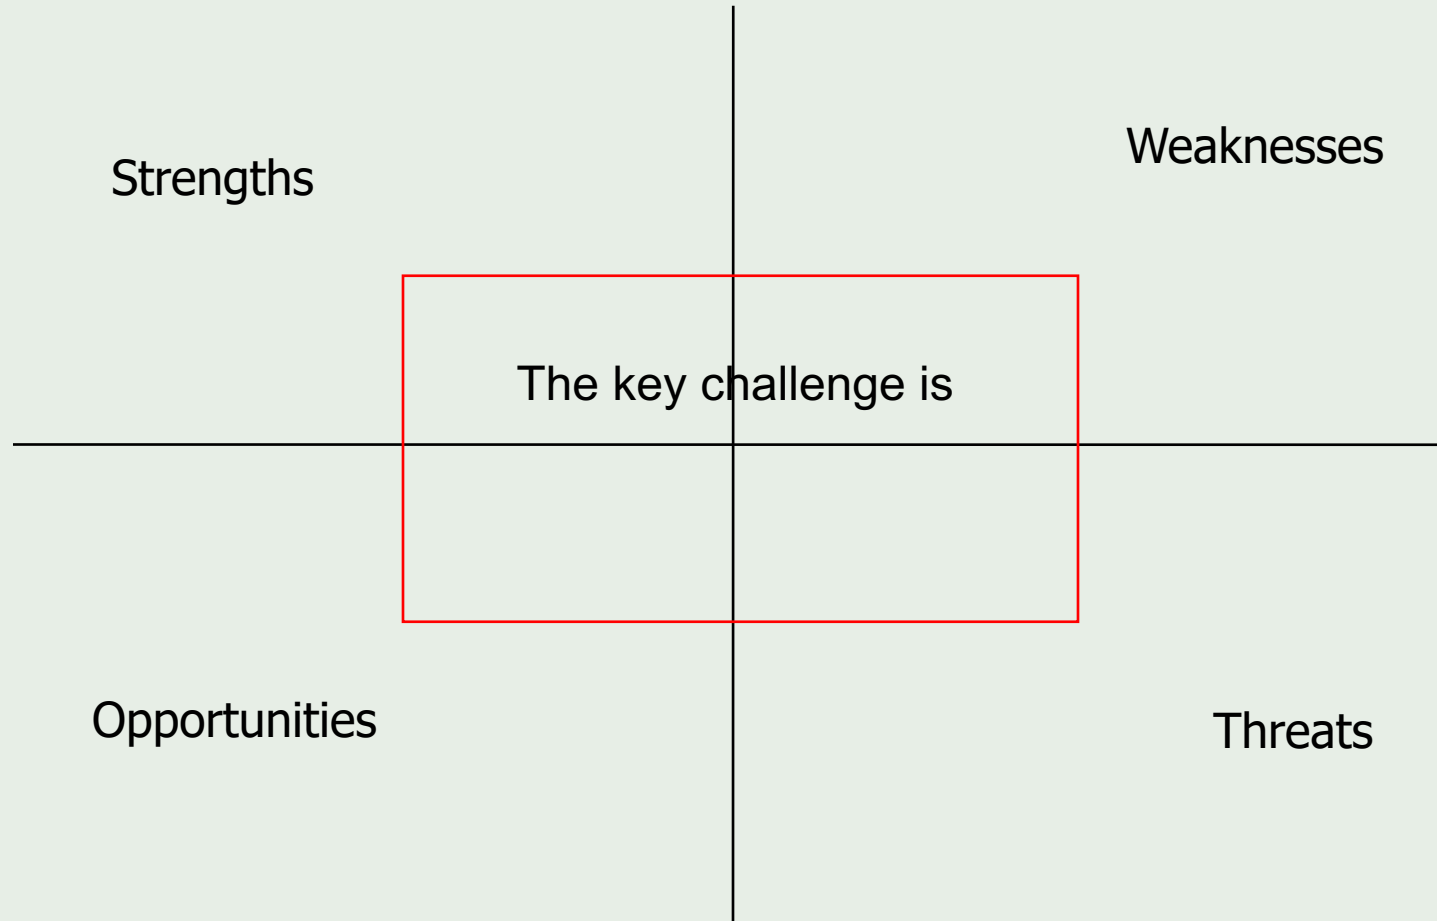 Strengths
Weaknesses
The key challenge is
Opportunities
Threats